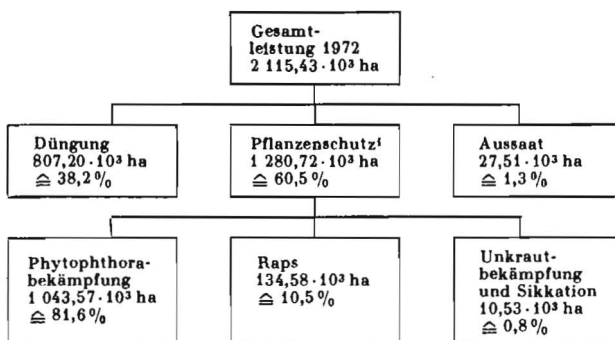 Gesamt-
leistung 1972
2 115,43·10³ ha
Düngung
807,20·10³ ha
≙ 38,2%
Pflanzenschutz¹
1 280,72·10³ ha
≙ 60,5%
Aussaat
27,51·10³ ha
≙ 1,3%
Phytophthora-
bekämpfung
1 043,57·10³ ha
≙ 81,6%
Raps
134,58·10³ ha
≙ 10,5%
Unkraut-
bekämpfung
und Sikkation
10,53·10³ ha
≙ 0,8%